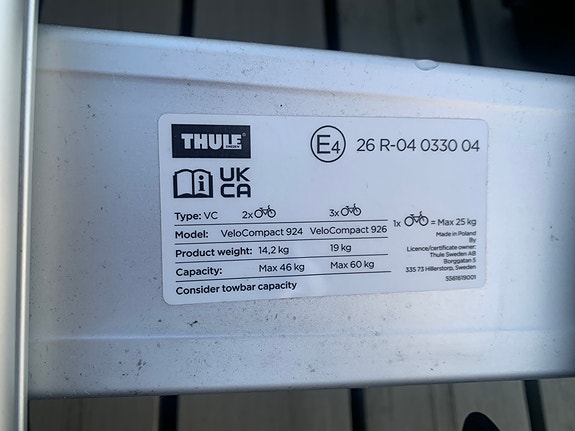 THULE
SWEDEN
E4 26 R-04 0330 04
UK
CA
Type: VC 2x 3x
1x = Max 25 kg
Model: VeloCompact 924 VeloCompact 926
Product weight: 14,2 kg 19 kg
Capacity: Max 46 kg Max 60 kg
Consider towbar capacity
Made in Poland
By
Licence/certificate owner:
Thule Sweden AB
Borggatan 5
335 73 Hillerstorp, Sweden
5561619001